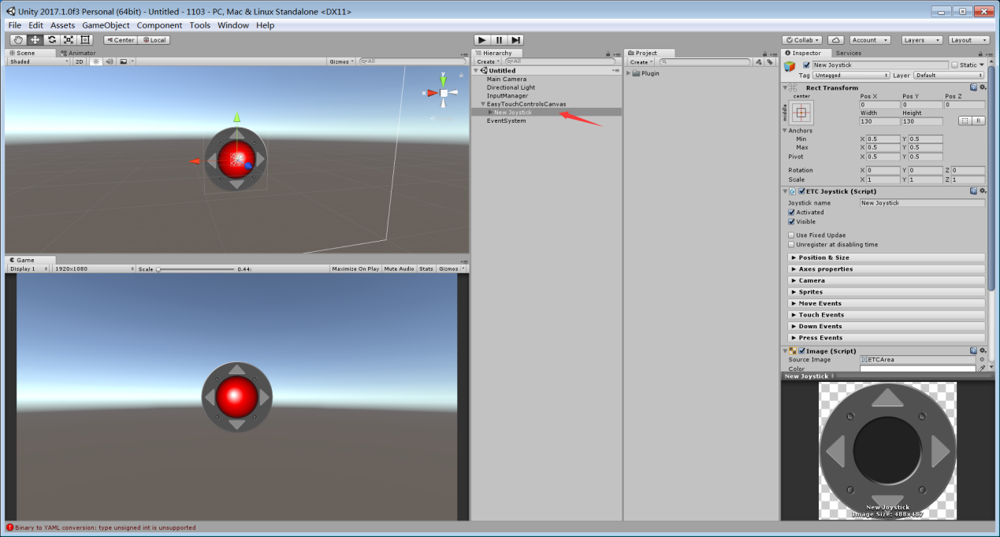 Unity 2017.1.0f3 Personal (64bit) - Untitled - 1103 - PC, Mac & Linux Standalone <DX11>
File Edit Assets GameObject Component Tools Window Help
Center Local Collab Account Layers Layout
Scene Animator
Shaded 2D Gizmos All
y
x
Game
Display 1 1920x1080 Scale 0.44: Maximize On Play Mute Audio Stats Gizmos
Hierarchy
Create All
Untitled
Main Camera
Directional Light
InputManager
EasyTouchControlsCanvas
New Joystick
EventSystem
Project
Create
Plugin
Inspector Services
New Joystick Static
Tag Untagged Layer Default
Rect Transform
center Pos X Pos Y Pos Z
middle 0 0 0
Width Height
130 130
R
Anchors
Min X 0.5 Y 0.5
Max X 0.5 Y 0.5
Pivot X 0.5 Y 0.5
Rotation X 0 Y 0 Z 0
Scale X 1 Y 1 Z 1
ETC Joystick (Script)
Joystick name New Joystick
Activated
Visible
Use Fixed Updae
Unregister at disabling time
Position & Size
Axes properties
Camera
Sprites
Move Events
Touch Events
Down Events
Press Events
Image (Script)
Source Image ETCArea
Color
New Joystick
New Joystick
Image Size: 488x487
Binary to YAML conversion: type unsigned int is unsupported